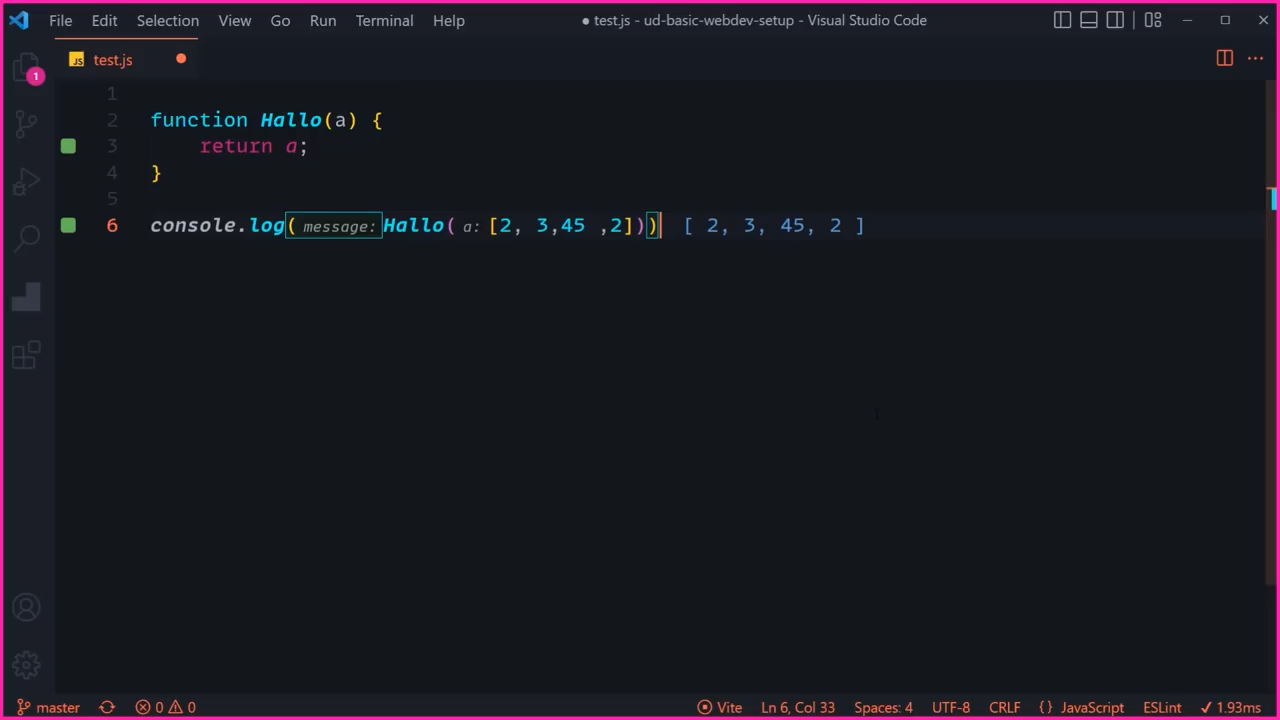 File Edit Selection View Go Run Terminal Help ● test.js - ud-basic-webdev-setup - Visual Studio Code
JS test.js
1
1
2 function Hallo(a) {
3 return a;
4 }
5
6 console.log(message:Hallo(a:[2, 3,45 ,2])) [ 2, 3, 45, 2 ]
master 0 0 Vite Ln 6, Col 33 Spaces: 4 UTF-8 CRLF {} JavaScript ESLint ✓ 1.93ms